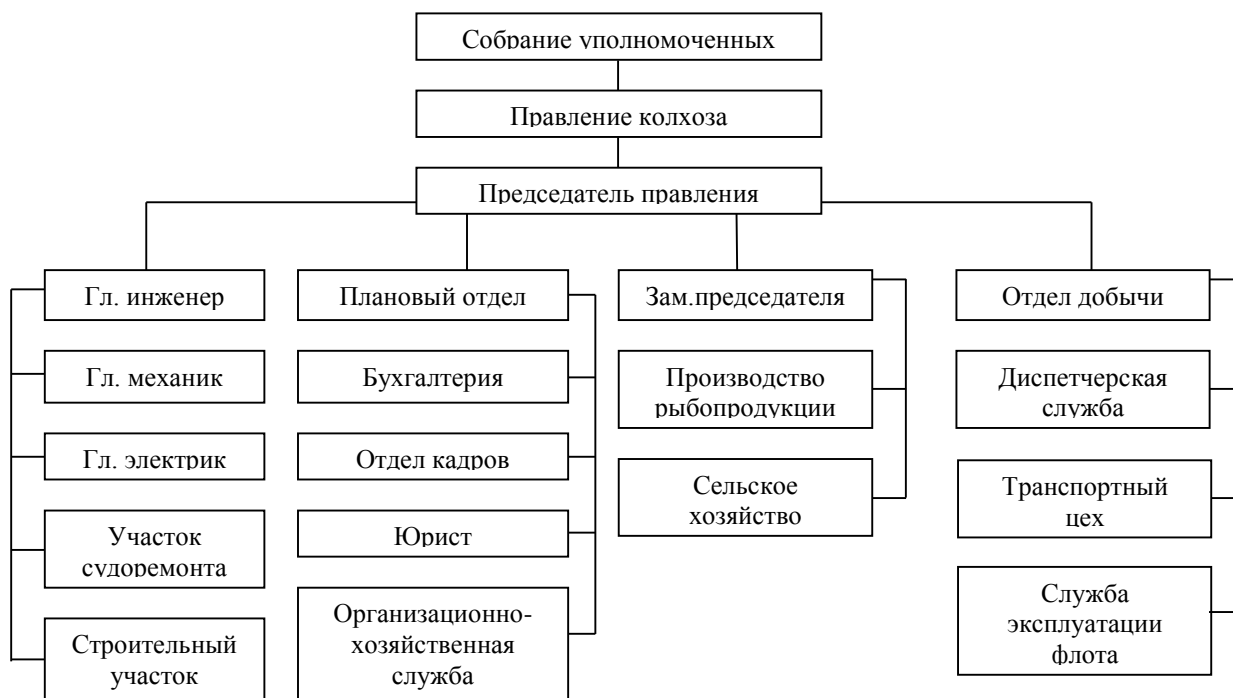 Собрание уполномоченных
Правление колхоза
Председатель правления
Гл. инженер
Гл. механик
Гл. электрик
Участок
судоремонта
Строительный
участок
Плановый отдел
Бухгалтерия
Отдел кадров
Юрист
Организационно-
хозяйственная
служба
Зам.председателя
Производство
рыбопродукции
Сельское
хозяйство
Отдел добычи
Диспетчерская
служба
Транспортный
цех
Служба
эксплуатации
флота